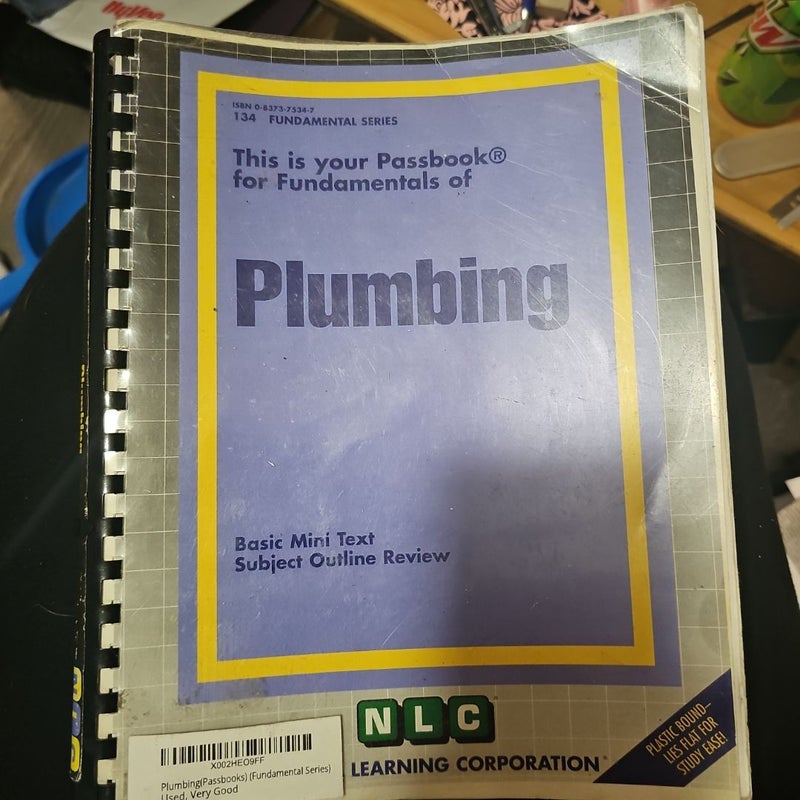 HyVee
ISBN 0-8373-7534-7
134 FUNDAMENTAL SERIES
This is your Passbook®
for Fundamentals of
Plumbing
Basic Mini Text
Subject Outline Review
NLC
LEARNING CORPORATION
PLASTIC BOUND—
LIES FLAT FOR
STUDY EASE!
X002HEO9FF
Plumbing(Passbooks) (Fundamental Series)
Used, Very Good